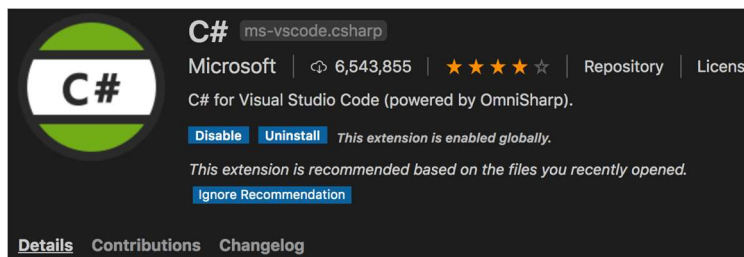 C#
C# ms-vscode.csharp
Microsoft 6,543,855 Repository Licens
C# for Visual Studio Code (powered by OmniSharp).
Disable Uninstall This extension is enabled globally.
This extension is recommended based on the files you recently opened.
Ignore Recommendation
Details Contributions Changelog